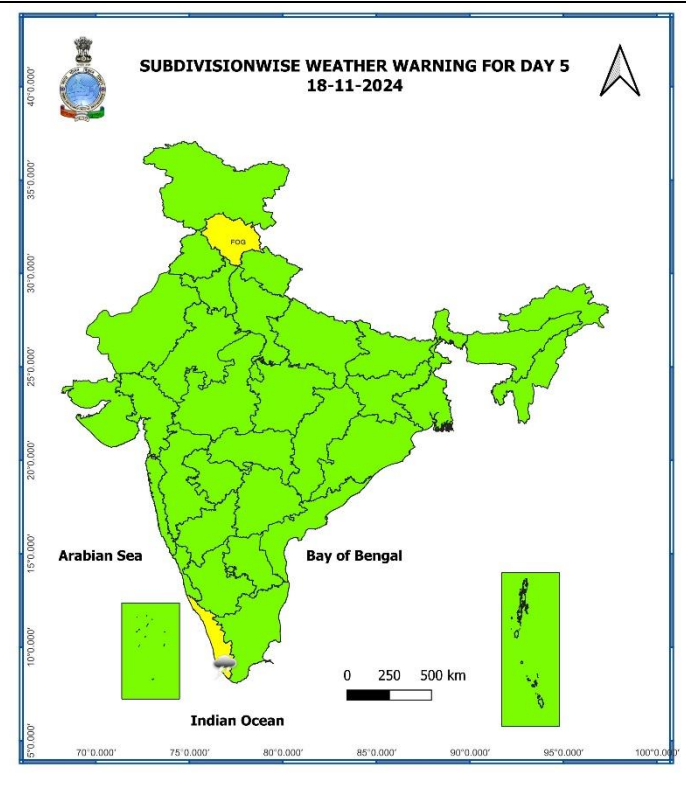 SUBDIVISIONWISE WEATHER WARNING FOR DAY 5
18-11-2024
40°0.000'
35°0.000'
FOG
30°0.000'
25°0.000'
20°0.000'
Arabian Sea
Bay of Bengal
15°0.000'
10°0.000'
0 250 500 km
Indian Ocean
5°0.000'
70°0.000' 75°0.000' 80°0.000' 85°0.000' 90°0.000' 95°0.000' 100°0.000'